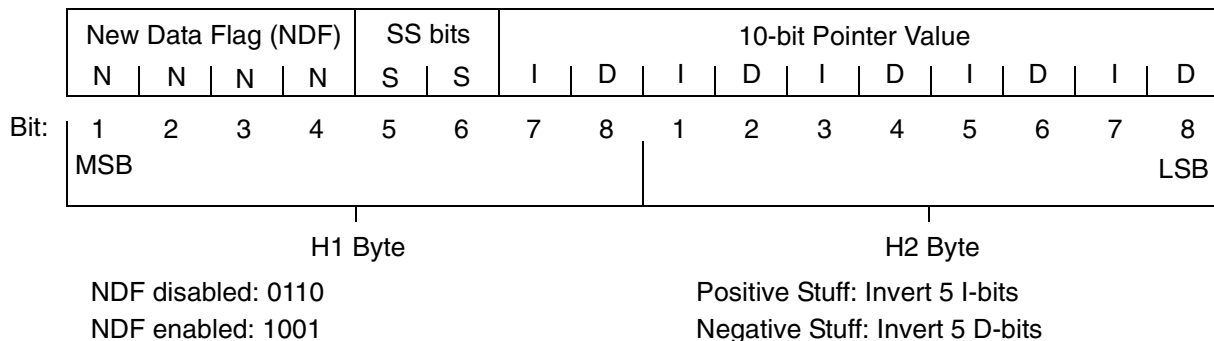 New Data Flag (NDF) SS bits 10-bit Pointer Value
N N N N S S I D I D I D I D I D
Bit: 1 2 3 4 5 6 7 8 1 2 3 4 5 6 7 8
MSB LSB
H1 Byte H2 Byte
NDF disabled: 0110 Positive Stuff: Invert 5 I-bits
NDF enabled: 1001 Negative Stuff: Invert 5 D-bits